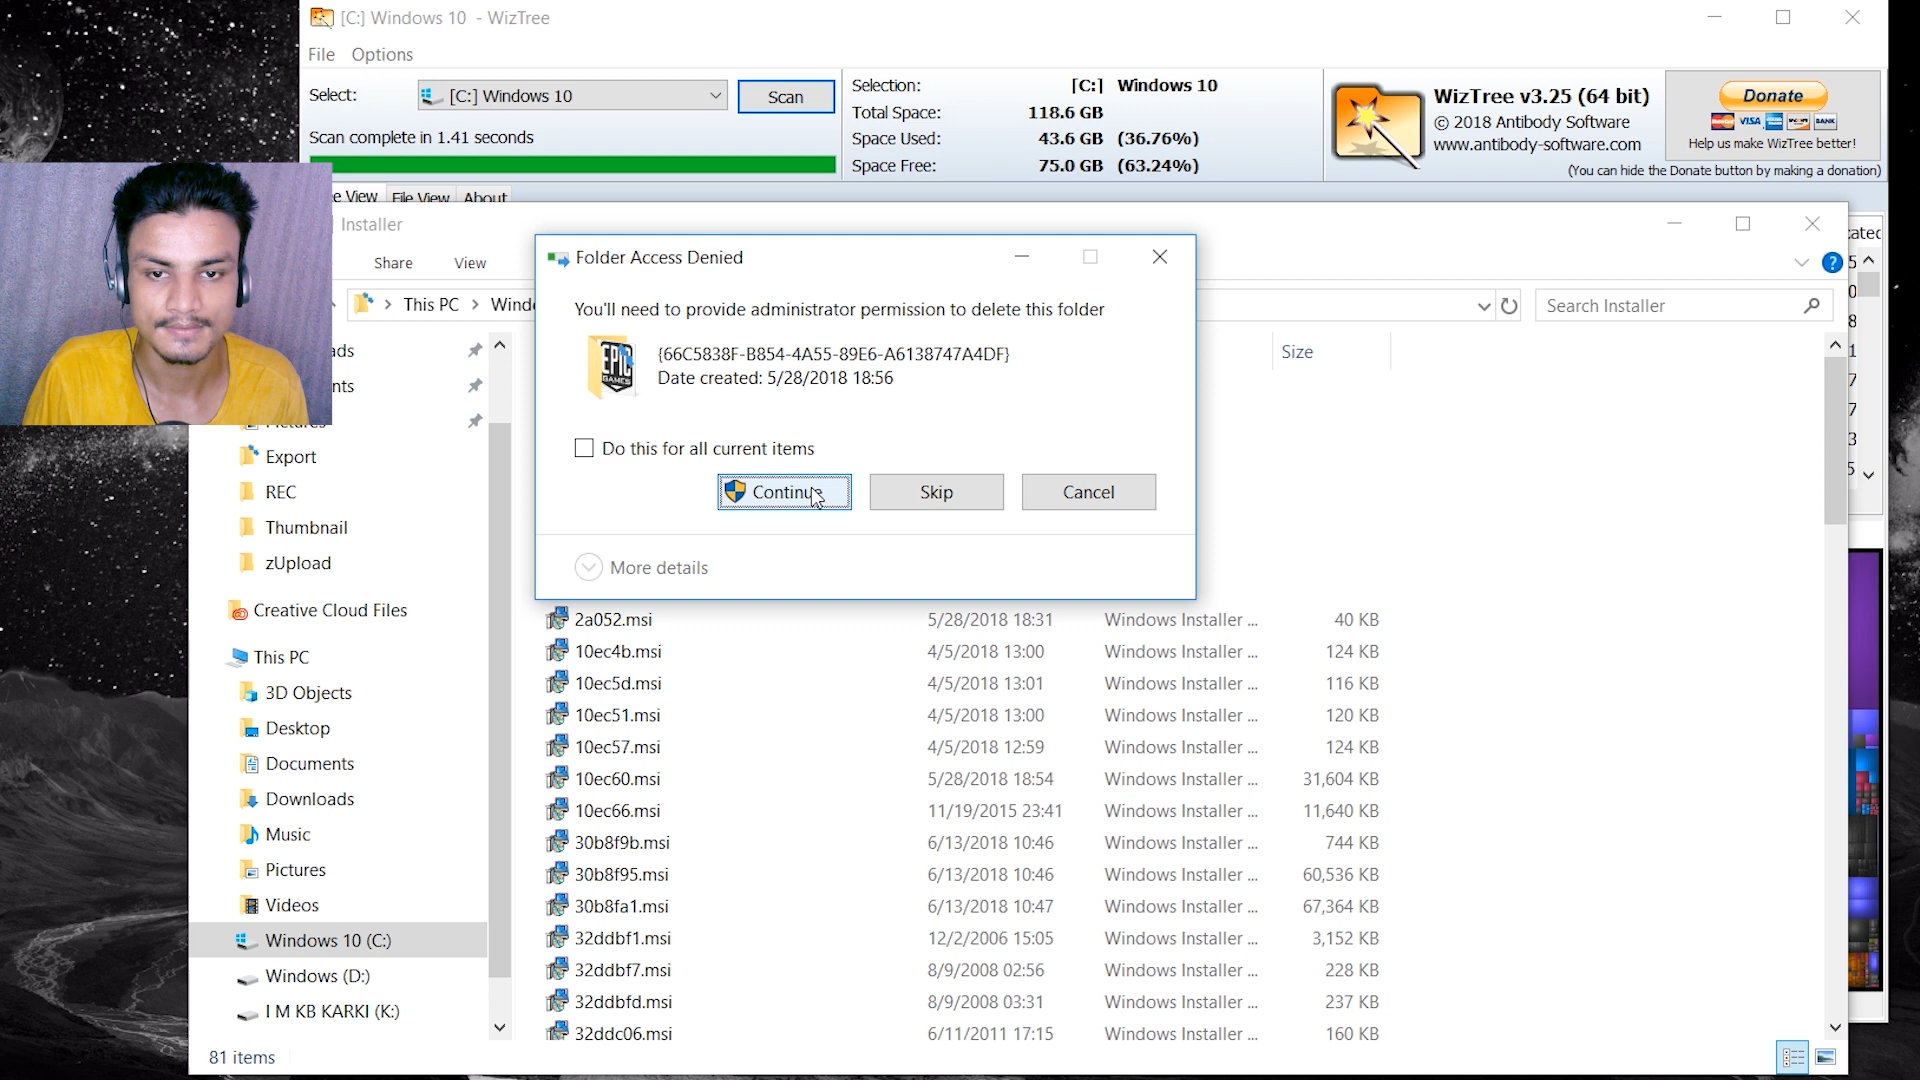 [C:] Windows 10 - WizTree
File Options
Select: [C:] Windows 10 Scan
Scan complete in 1.41 seconds
Selection: [C:] Windows 10
Total Space: 118.6 GB
Space Used: 43.6 GB (36.76%)
Space Free: 75.0 GB (63.24%)
WizTree v3.25 (64 bit)
© 2018 Antibody Software
www.antibody-software.com
Donate
VISA BANK
Help us make WizTree better!
(You can hide the Donate button by making a donation)
View File View About
Installer
Share View
This PC
Search Installer
Size
Folder Access Denied
You'll need to provide administrator permission to delete this folder
EPIC
GAMES
{66C5838F-B854-4A55-89E6-A6138747A4DF}
Date created: 5/28/2018 18:56
Do this for all current items
Continue Skip Cancel
More details
Pictures
Export
REC
Thumbnail
zUpload
Creative Cloud Files
This PC
3D Objects
Desktop
Documents
Downloads
Music
Pictures
Videos
Windows 10 (C:)
Windows (D:)
I M KB KARKI (K:)
2a052.msi 5/28/2018 18:31 Windows Installer ... 40 KB
10ec4b.msi 4/5/2018 13:00 Windows Installer ... 124 KB
10ec5d.msi 4/5/2018 13:01 Windows Installer ... 116 KB
10ec51.msi 4/5/2018 13:00 Windows Installer ... 120 KB
10ec57.msi 4/5/2018 12:59 Windows Installer ... 124 KB
10ec60.msi 5/28/2018 18:54 Windows Installer ... 31,604 KB
10ec66.msi 11/19/2015 23:41 Windows Installer ... 11,640 KB
30b8f9b.msi 6/13/2018 10:46 Windows Installer ... 744 KB
30b8f95.msi 6/13/2018 10:46 Windows Installer ... 60,536 KB
30b8fa1.msi 6/13/2018 10:47 Windows Installer ... 67,364 KB
32ddbf1.msi 12/2/2006 15:05 Windows Installer ... 3,152 KB
32ddbf7.msi 8/9/2008 02:56 Windows Installer ... 228 KB
32ddbfd.msi 8/9/2008 03:31 Windows Installer ... 237 KB
32ddc06.msi 6/11/2011 17:15 Windows Installer ... 160 KB
81 items